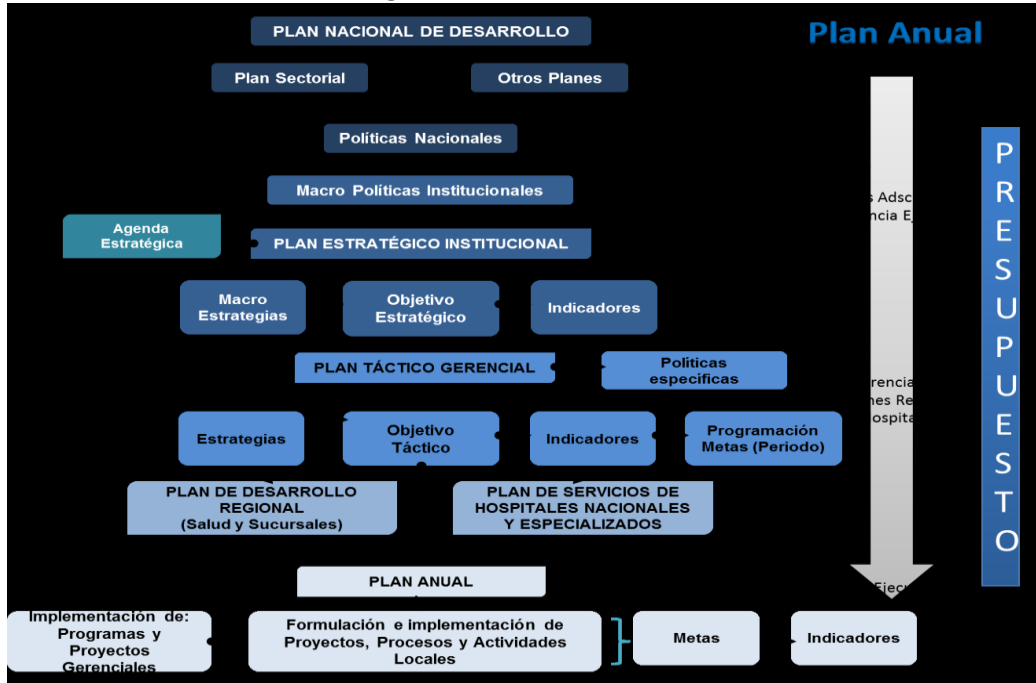 PLAN NACIONAL DE DESARROLLO
Plan Anual
Plan Sectorial
Otros Planes
Políticas Nacionales
Macro Políticas Institucionales
Agenda
Estratégica
PLAN ESTRATÉGICO INSTITUCIONAL
Macro
Estrategias
Objetivo
Estratégico
Indicadores
PLAN TÁCTICO GERENCIAL
Políticas
específicas
Estrategias
Objetivo
Táctico
Indicadores
Programación
Metas (Periodo)
PLAN DE DESARROLLO
REGIONAL
(Salud y Sucursales)
PLAN DE SERVICIOS DE
HOSPITALES NACIONALES
Y ESPECIALIZADOS
PLAN ANUAL
Implementación de:
Programas y
Proyectos
Gerenciales
Formulación e implementación de
Proyectos, Procesos y Actividades
Locales
Metas
Indicadores
PRESUPUESTO